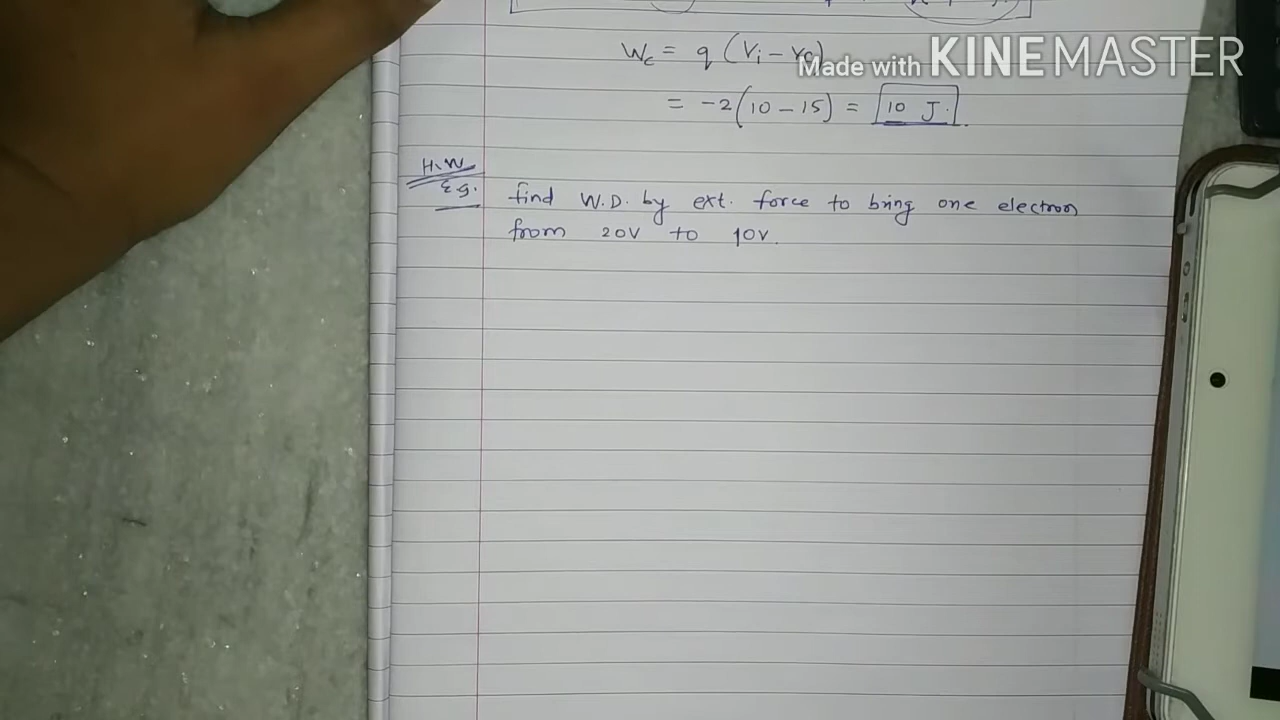 Made with KINEMASTER
W_c = q (V_i - V_f)
= -2(10 - 15) = 10 J.
H.W
E.g. find W.D. by ext. force to bring one electron
from 20V to 10V.